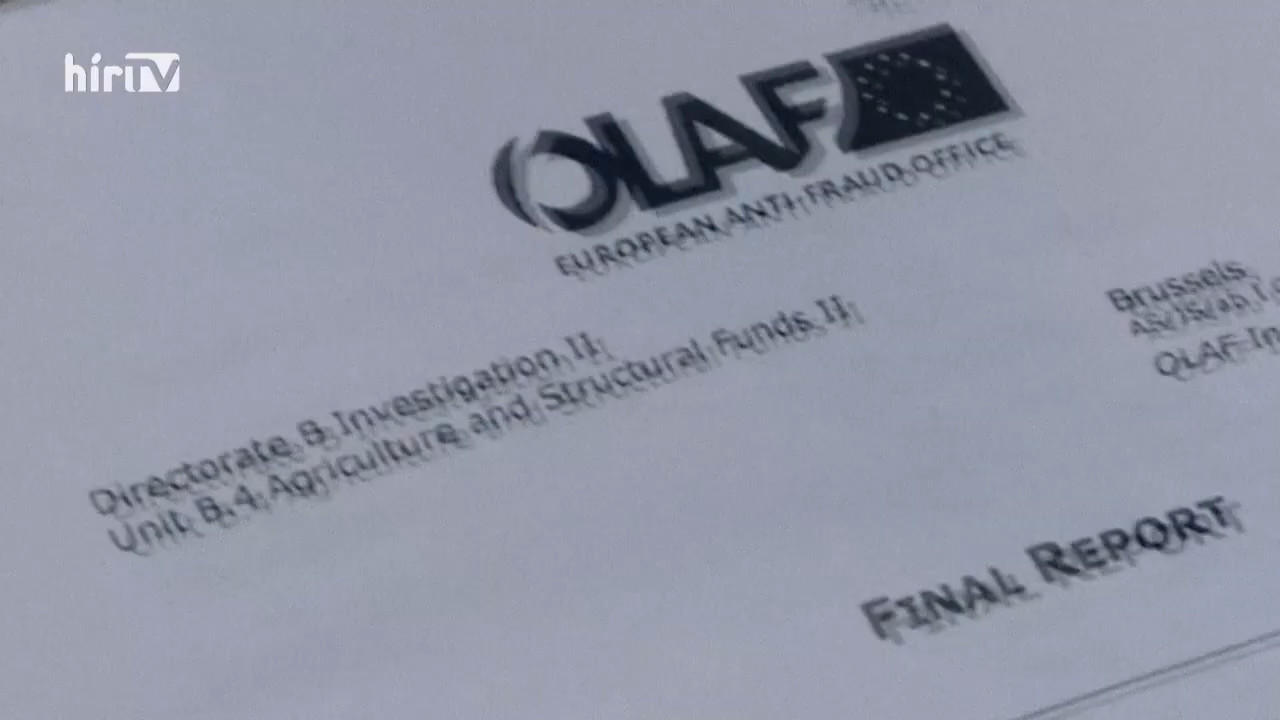 hírTV
OLAF
EUROPEAN ANTI-FRAUD OFFICE
Brussels
OLAF-In
Directorate B Investigation II
Unit B.4 Agriculture and Structural Funds II
FINAL REPORT